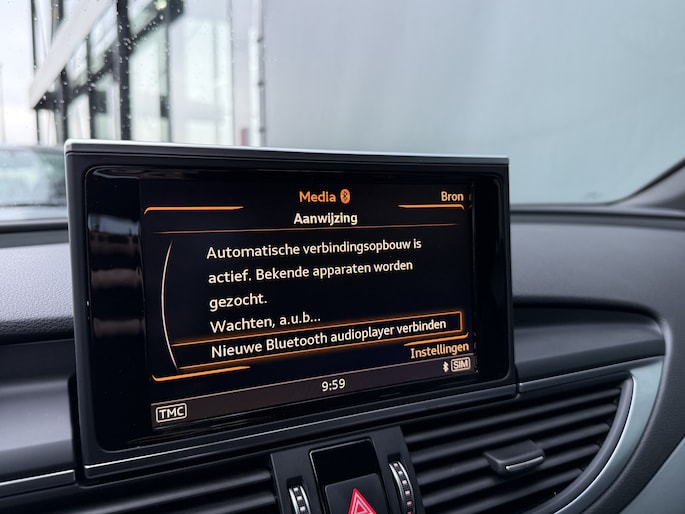 Media
Bron
Aanwijzing
Automatische verbindingsopbouw is
actief. Bekende apparaten worden
gezocht.
Wachten, a.u.b...
Nieuwe Bluetooth audioplayer verbinden
Instellingen
9:59
SIM
TMC